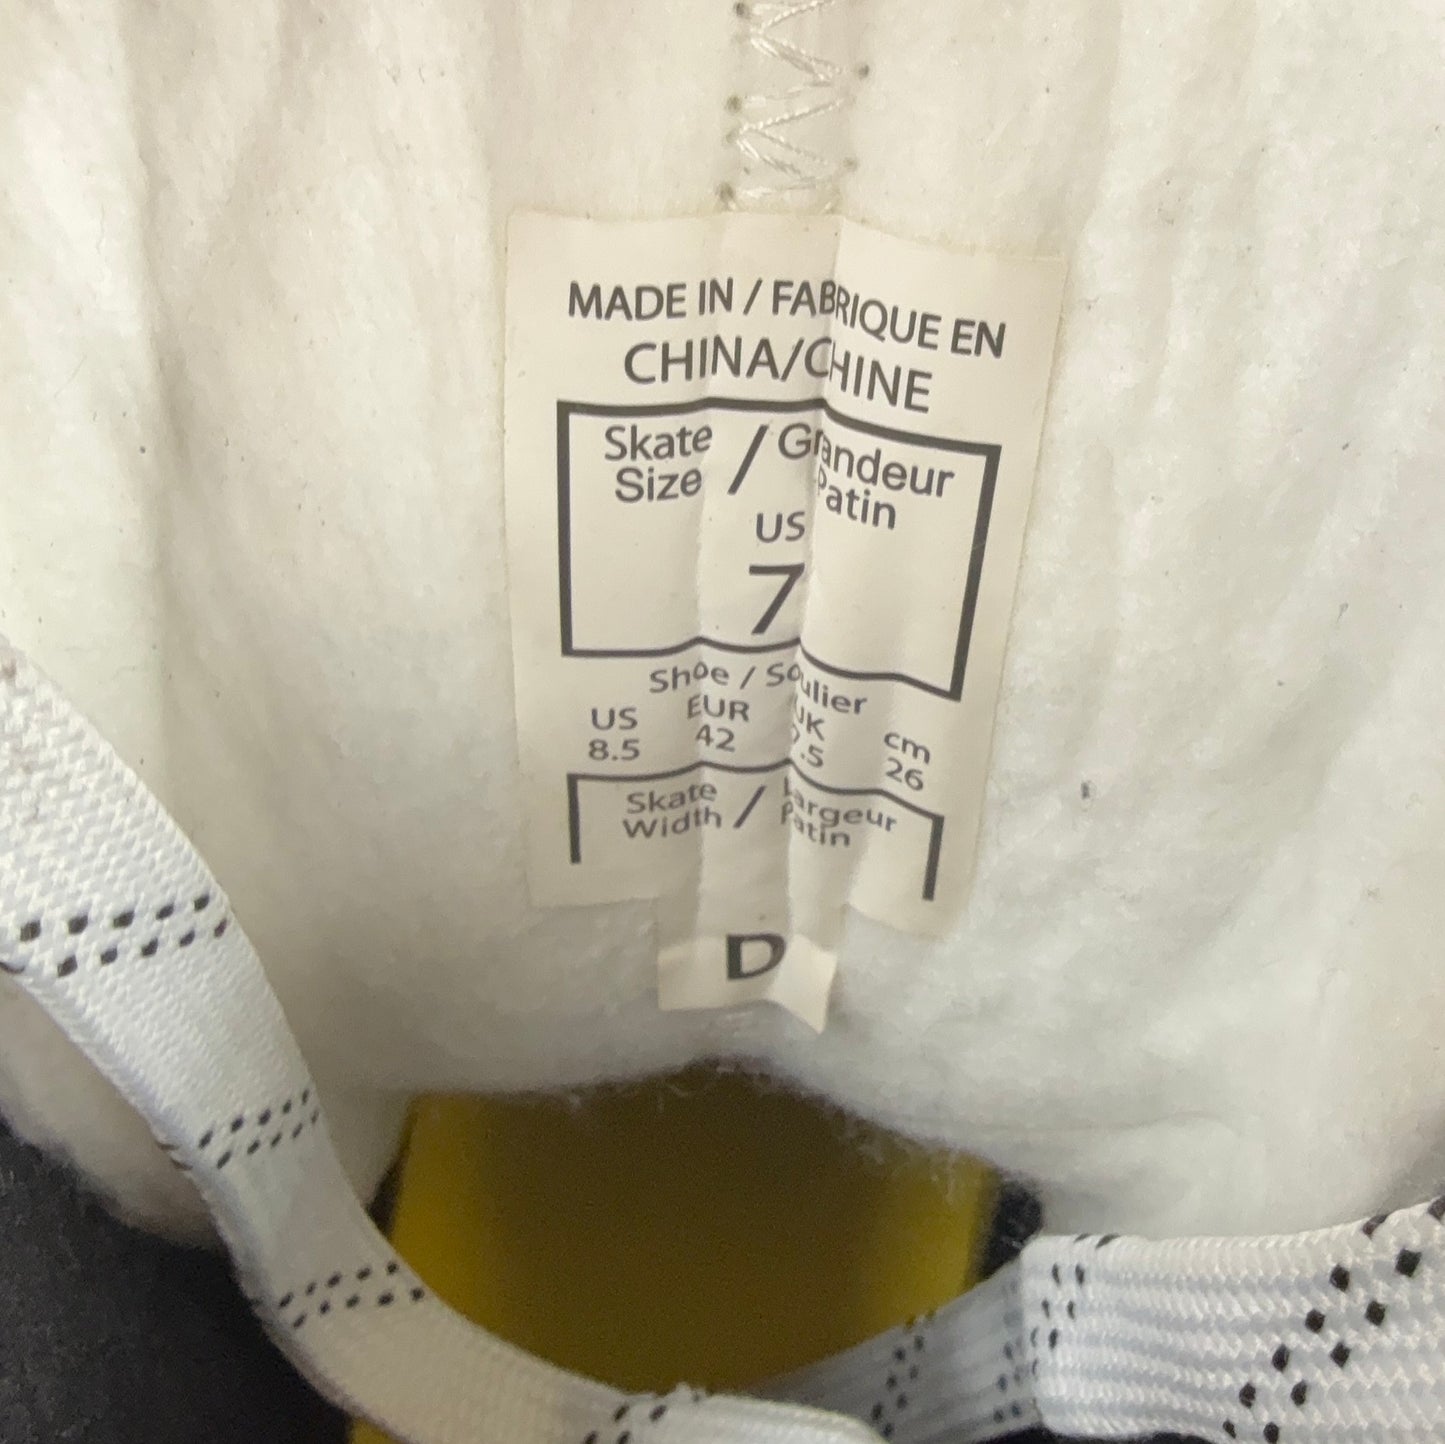 MADE IN / FABRIQUE EN
CHINA/CHINE
Skate Size / Grandeur Patin
US
7
Shoe / Soulier
US EUR UK cm
8.5 42 .5 26
Skate Width / Largeur Patin
D